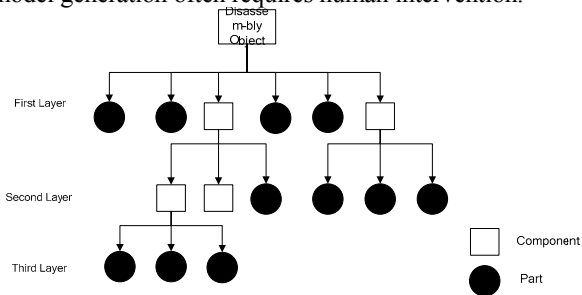 model generation often requires human intervention.
Disasse
m-bly
Object
First Layer
Second Layer
Component
Third Layer
Part